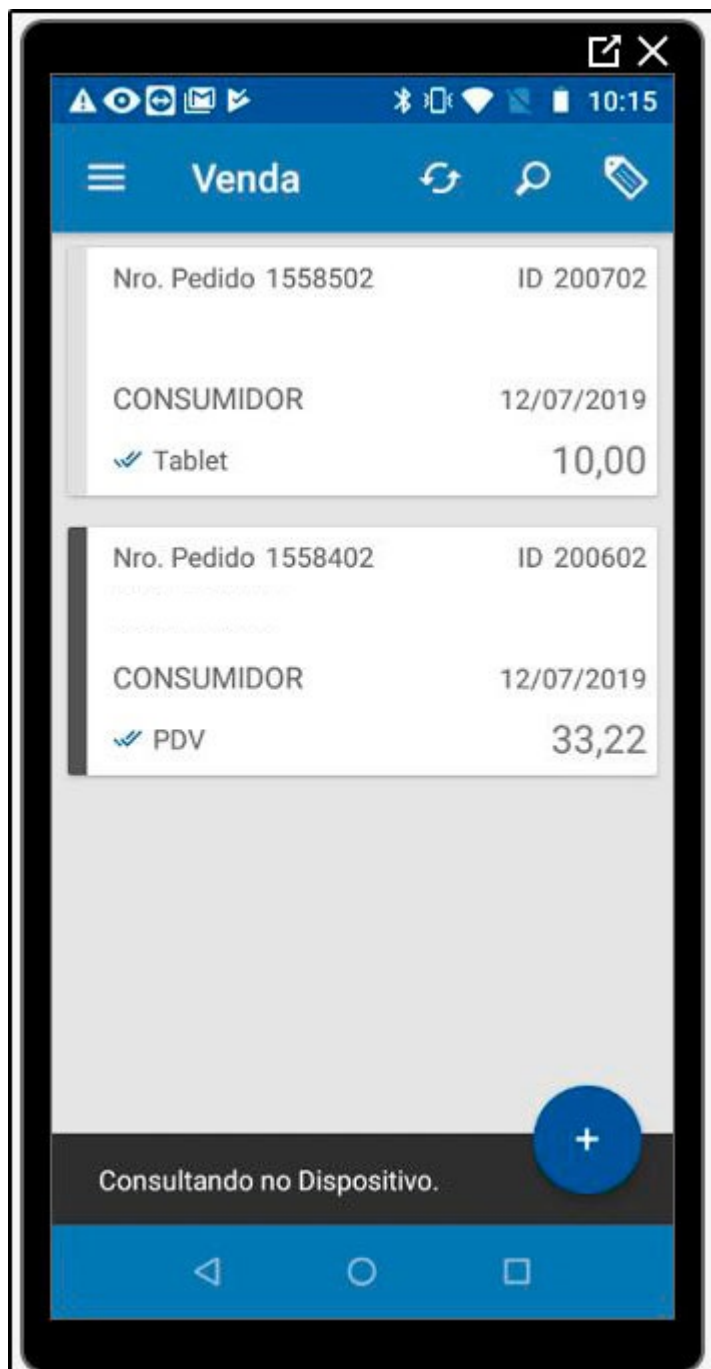 10:15
Venda
Nro. Pedido 1558502 ID 200702
CONSUMIDOR 12/07/2019
Tablet 10,00
Nro. Pedido 1558402 ID 200602
CONSUMIDOR 12/07/2019
PDV 33,22
+
Consultando no Dispositivo.